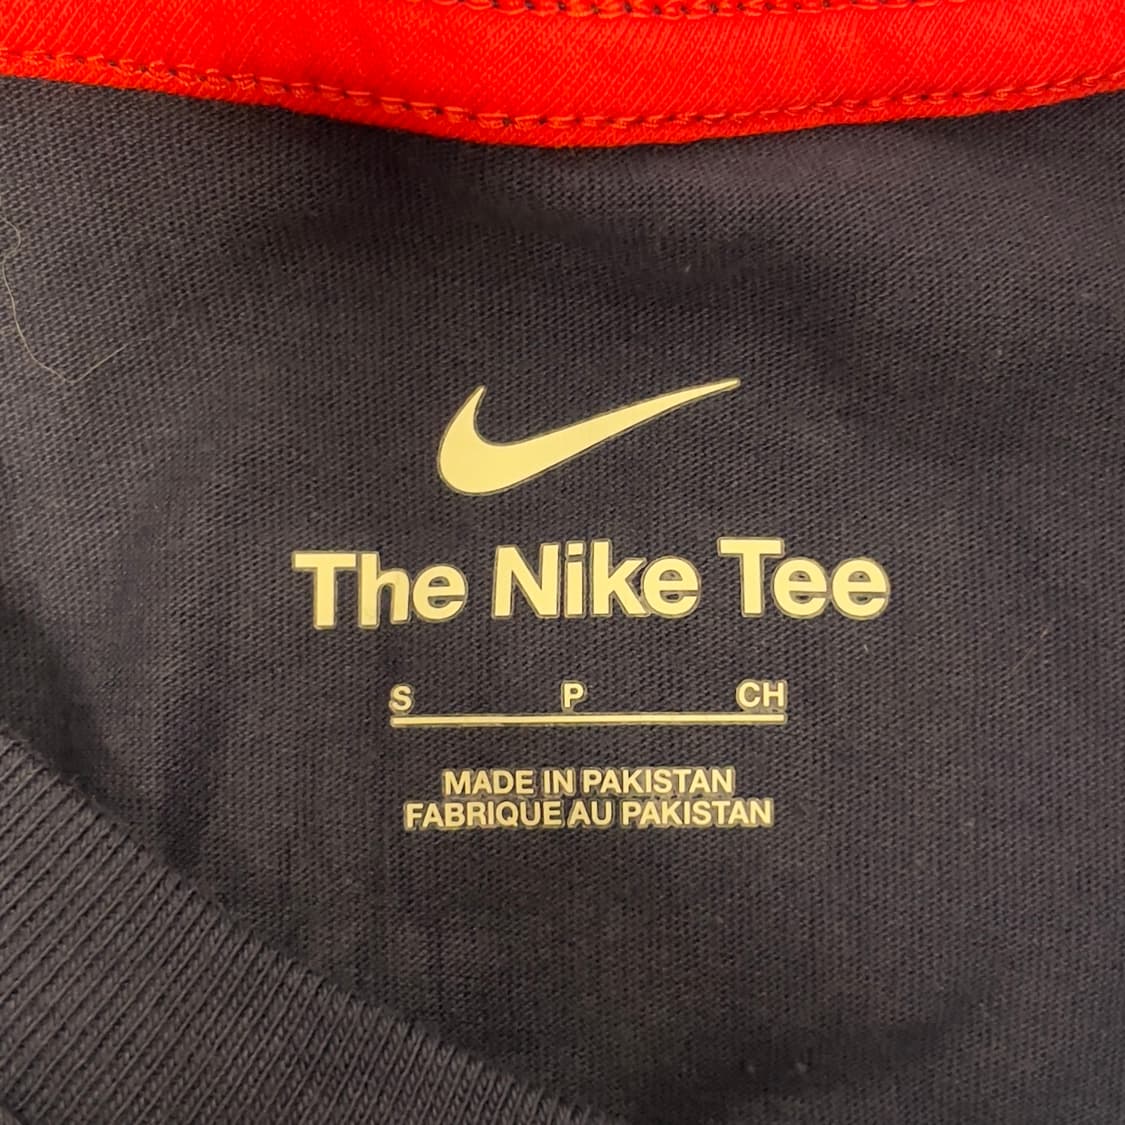 The Nike Tee
S P CH
MADE IN PAKISTAN
FABRIQUE AU PAKISTAN